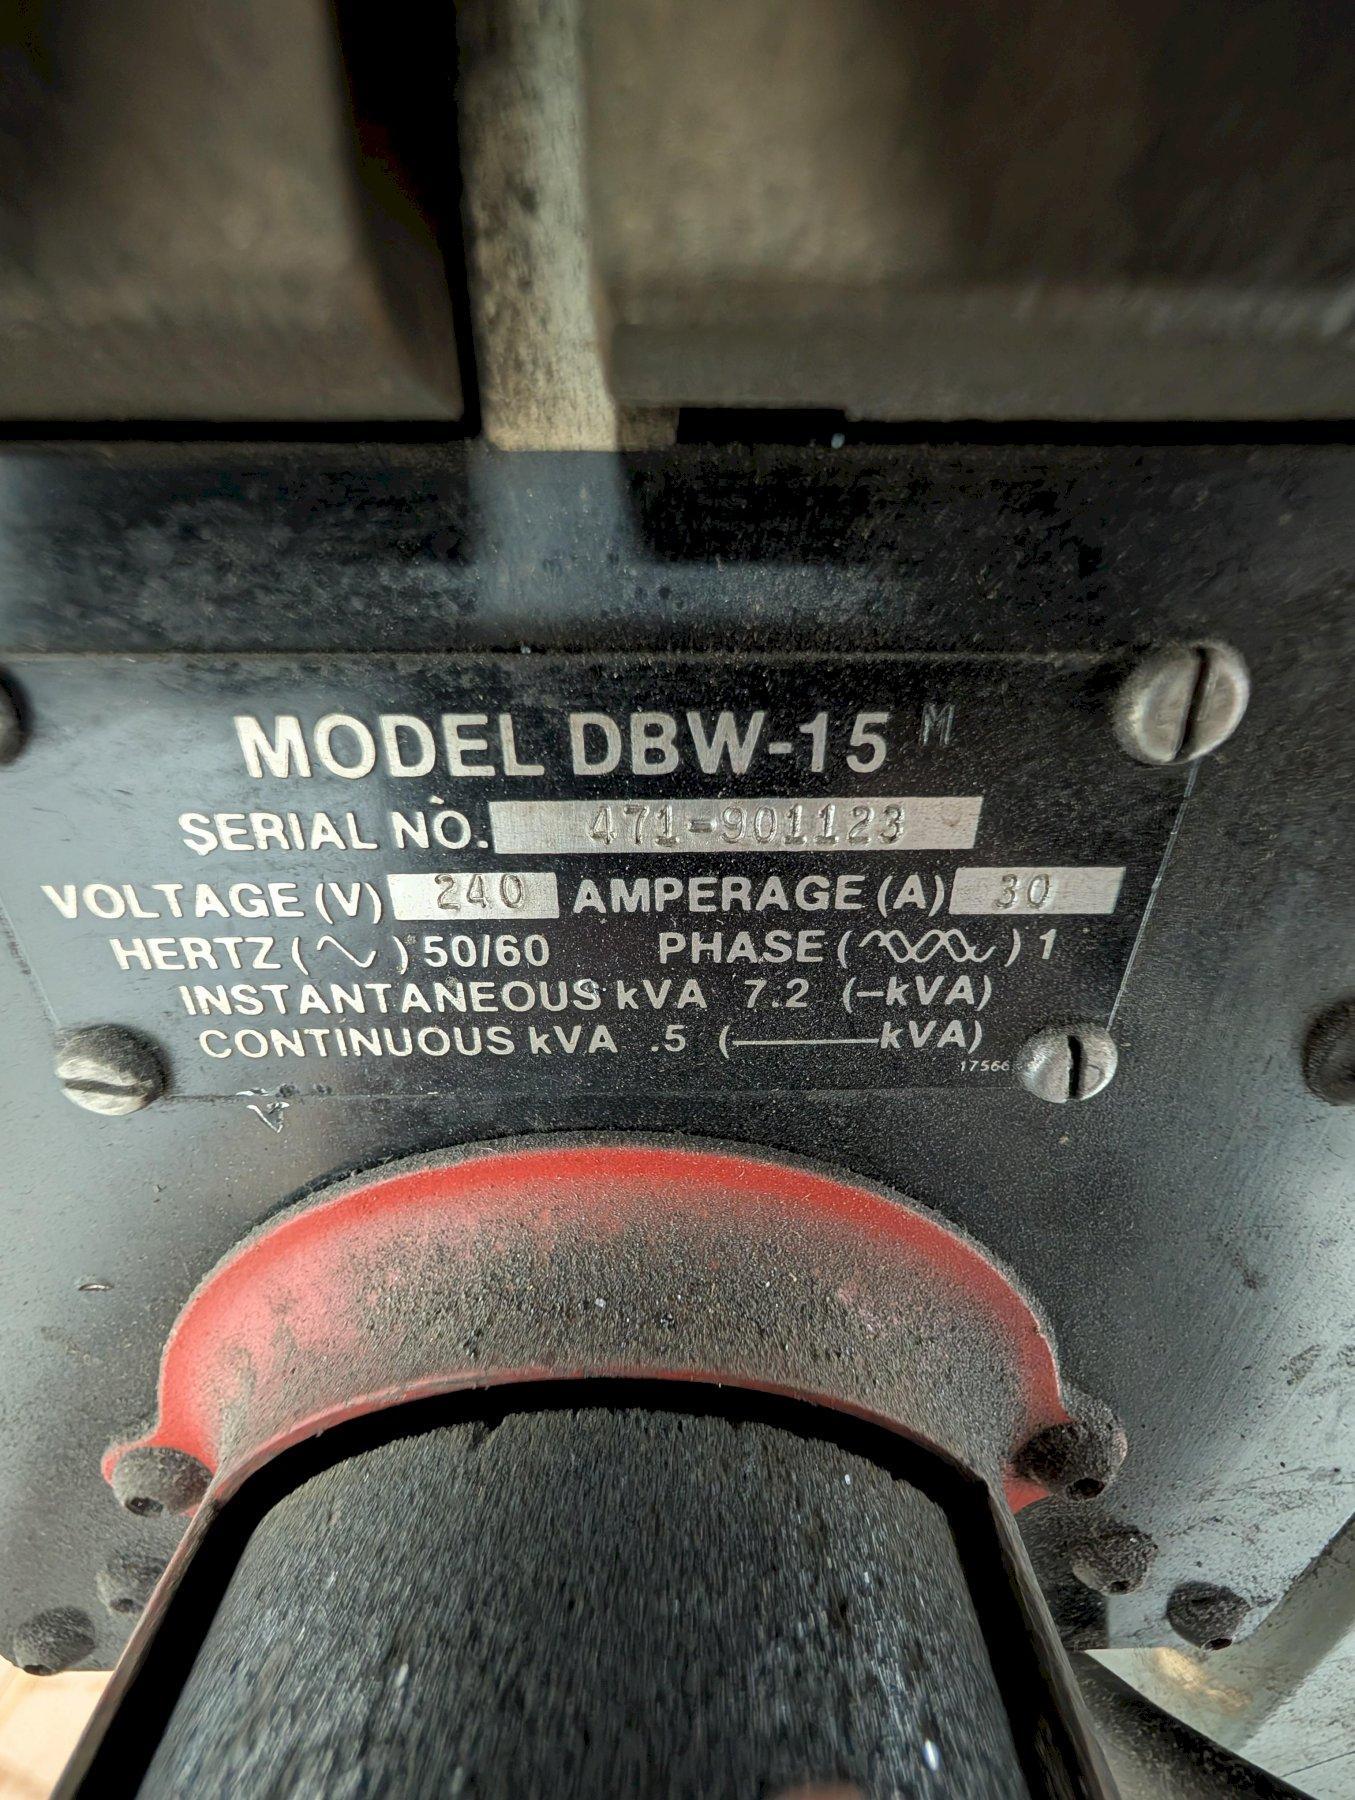 MODEL DBW-15 M
SERIAL NO. 471-901123
VOLTAGE (V) 240 AMPERAGE (A) 30
HERTZ (∿) 50/60 PHASE ( ) 1
INSTANTANEOUS kVA 7.2 (—kVA)
CONTINUOUS kVA .5 (———kVA)